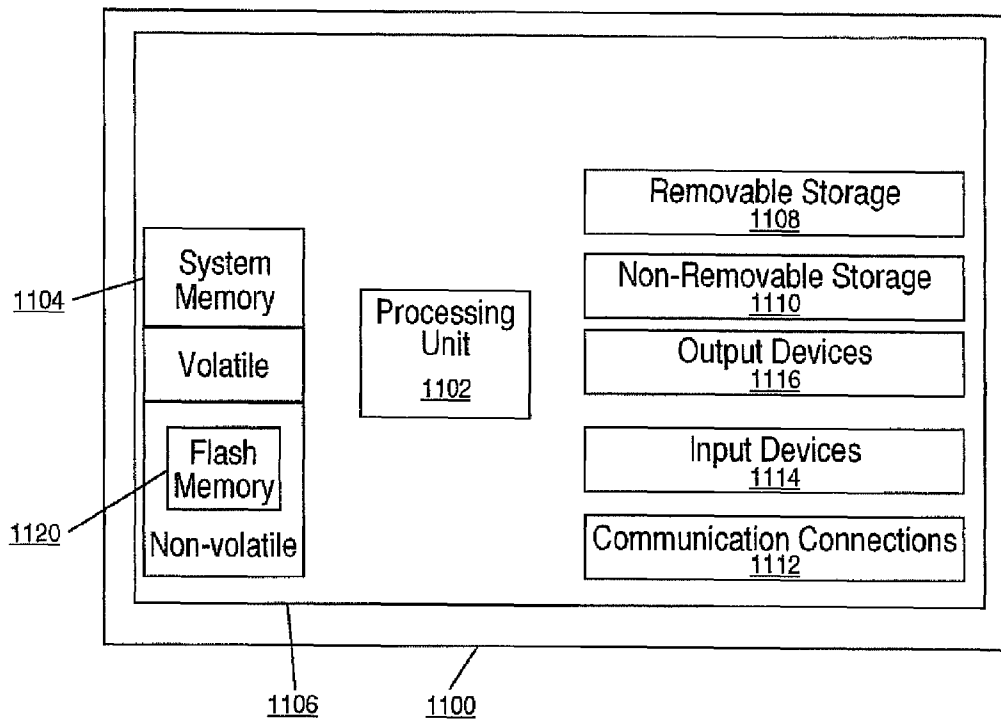 Removable Storage
1108
System
Memory
1104
Non-Removable Storage
1110
Processing
Unit
1102
Volatile
Output Devices
1116
Flash
Memory
1120
Non-volatile
Input Devices
1114
Communication Connections
1112
1106
1100